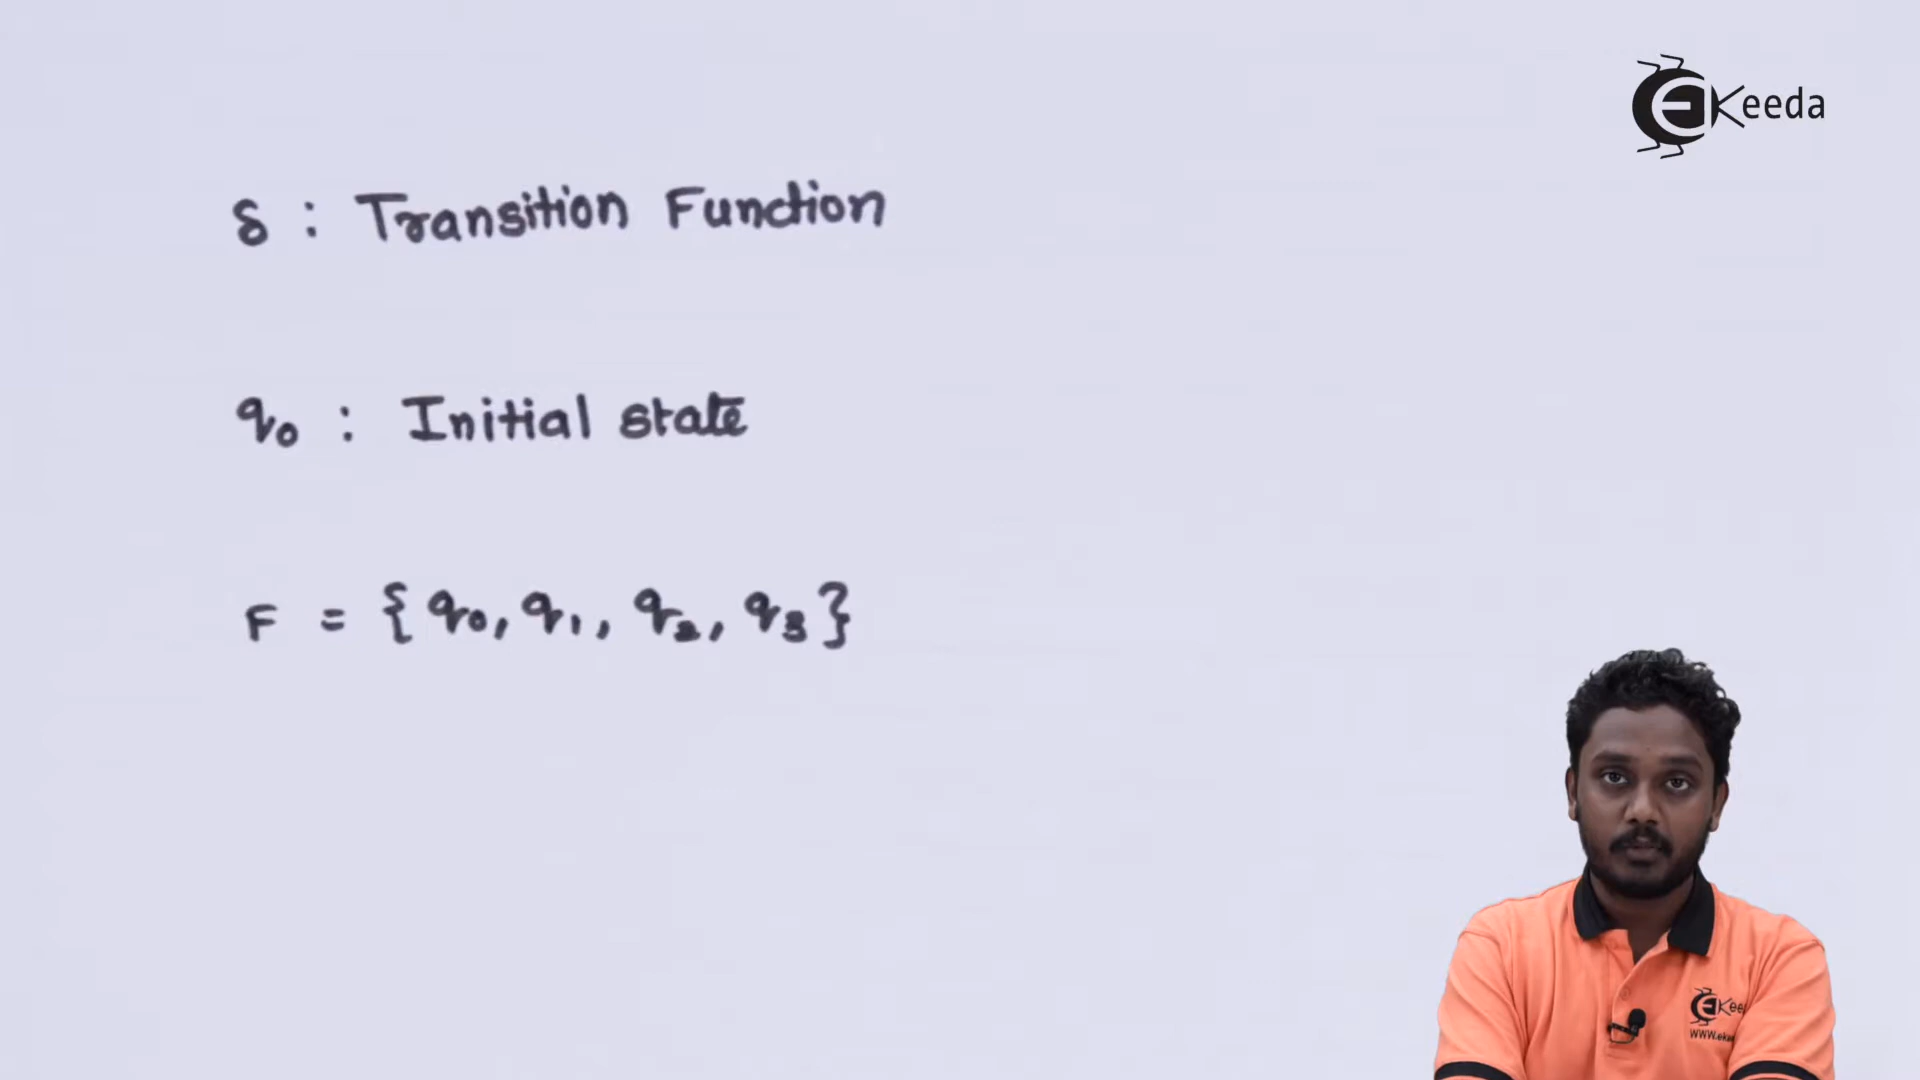 EKeeda
δ : Transition Function
q₀ : Initial state
F = {q₀, q₁, q₂, q₃}